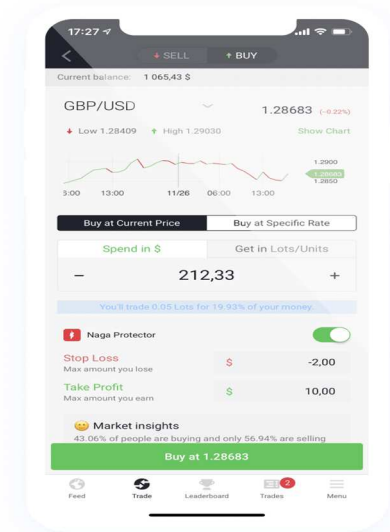 17:27
SELL
BUY
Current balance: 1 065,43 $
GBP/USD
1.28683 (-0.22%)
Low 1.28409 High 1.29030 Show Chart
1.2900
1.28683
1.2850
5:00 13:00 11/26 06:00 13:00
Buy at Current Price Buy at Specific Rate
Spend in $ Get in Lots/Units
− 212,33 +
You'll trade 0.05 Lots for 19.93% of your money.
Naga Protector
Stop Loss $ -2,00
Max amount you lose
Take Profit $ 10,00
Max amount you earn
Market insights
43.06% of people are buying and only 56.94% are selling
Buy at 1.28683
2
Feed Trade Leaderboard Trades Menu